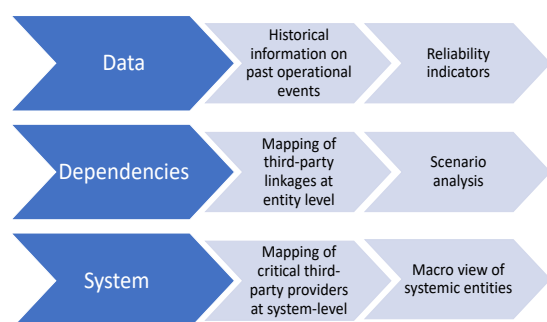 Data
Historical
information on
past operational
events
Reliability
indicators
Dependencies
Mapping of
third-party
linkages at
entity level
Scenario
analysis
System
Mapping of
critical third-
party providers
at system-level
Macro view of
systemic entities